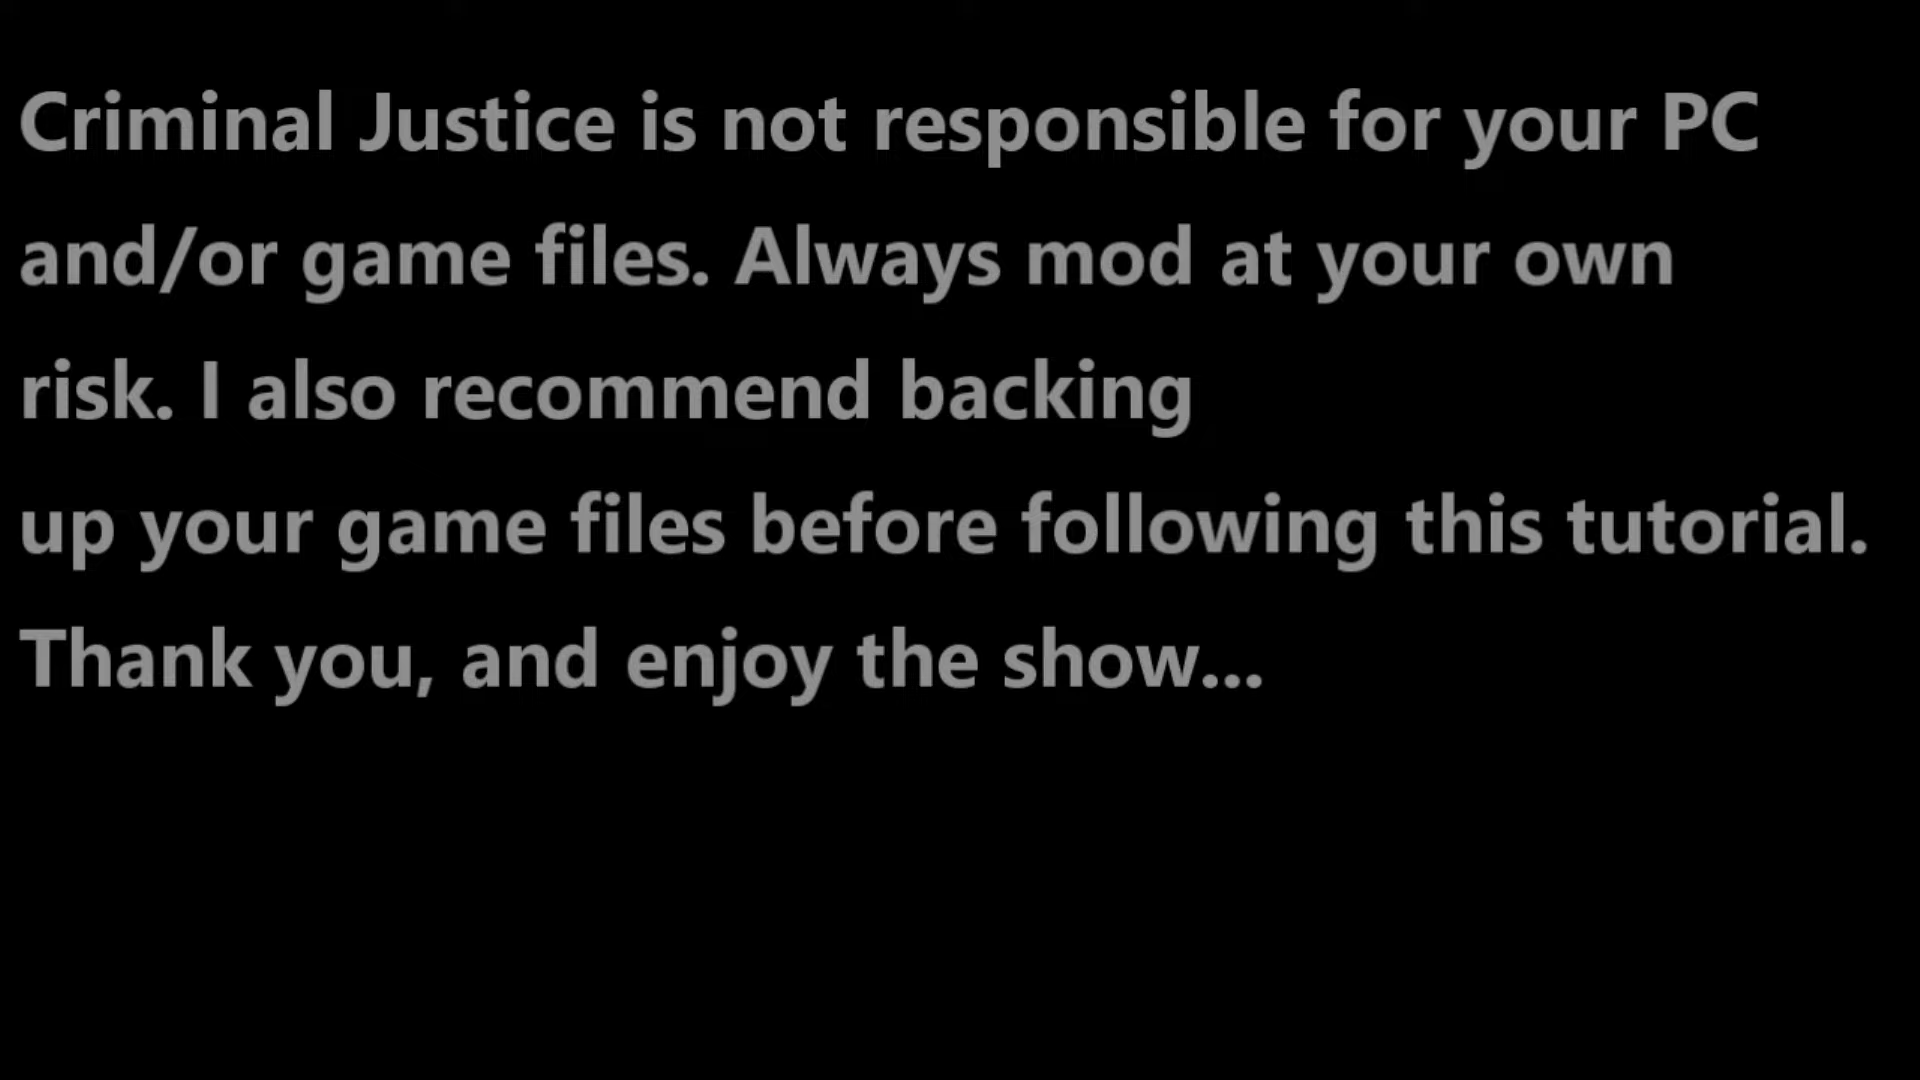 Criminal Justice is not responsible for your PC
and/or game files. Always mod at your own
risk. I also recommend backing
up your game files before following this tutorial.
Thank you, and enjoy the show...